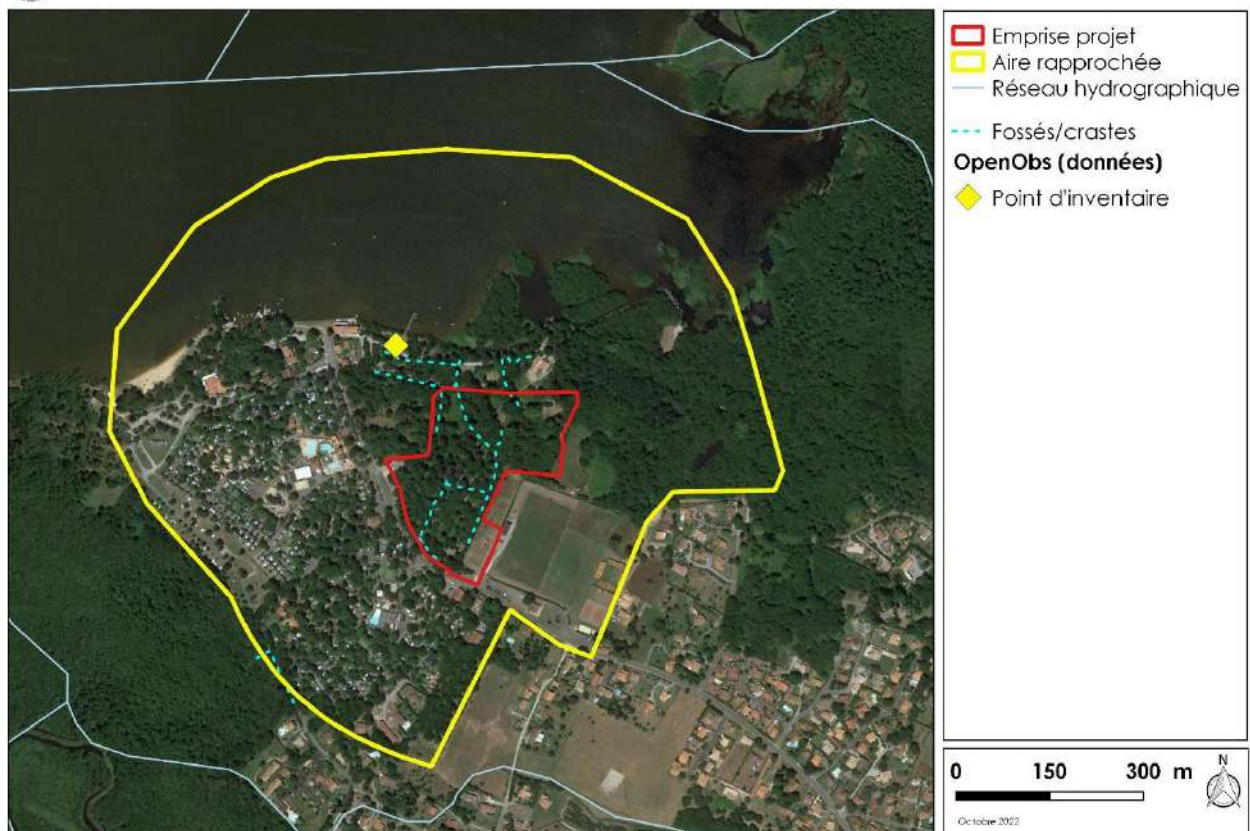 Emprise projet
Aire rapprochée
Réseau hydrographique
Fossés/crastes
OpenObs (données)
Point d'inventaire
0 150 300 m
N
Octobre 2022